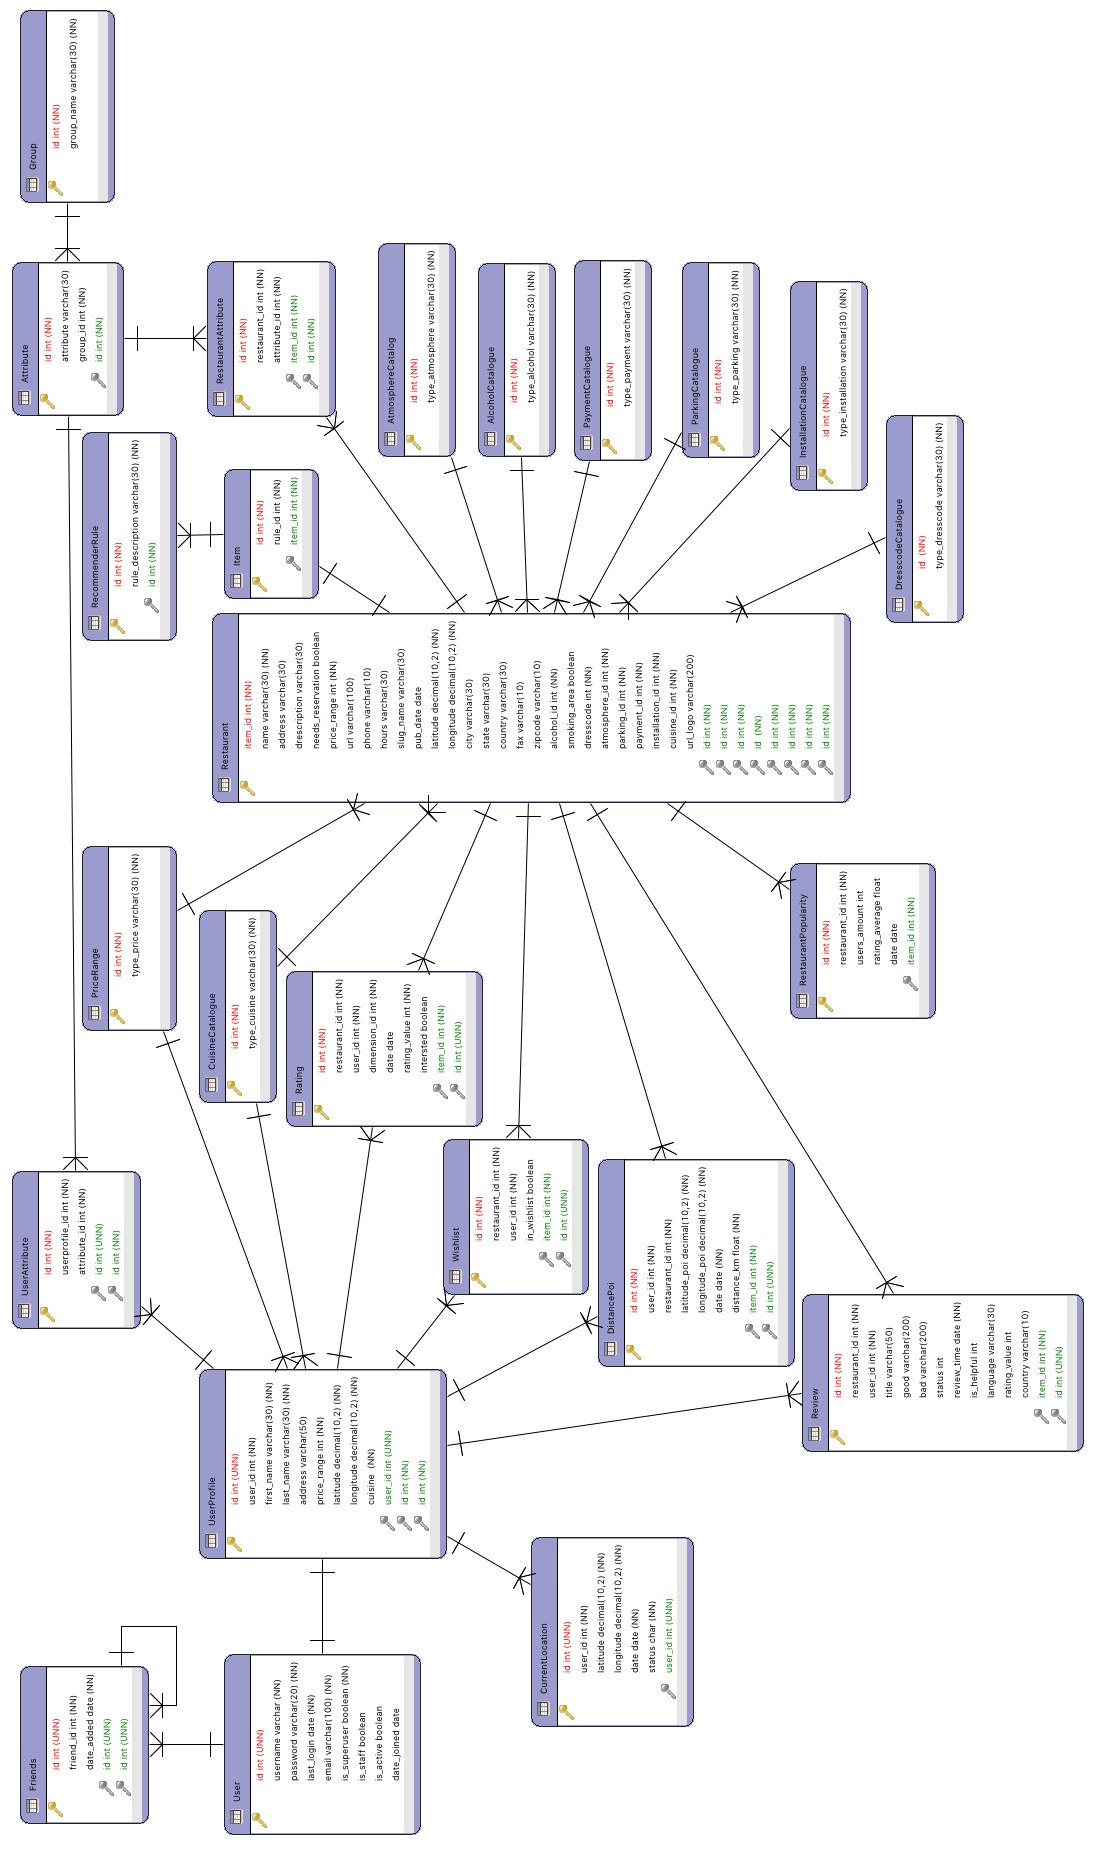 Group
id int (NN)
group_name varchar(30) (NN)
Attribute
id int (NN)
attribute varchar(30)
group_id int (NN)
id int (NN)
RestaurantAttribute
id int (NN)
restaurant_id int (NN)
attribute_id int (NN)
item_id int (NN)
id int (NN)
AtmosphereCatalog
id int (NN)
type_atmosphere varchar(30) (NN)
AlcoholCatalogue
id int (NN)
type_alcohol varchar(30) (NN)
PaymentCatalogue
id int (NN)
type_payment varchar(30) (NN)
ParkingCatalogue
id int (NN)
type_parking varchar(30) (NN)
InstallationCatalogue
id int (NN)
type_installation varchar(30) (NN)
DresscodeCatalogue
id (NN)
type_dresscode varchar(30) (NN)
RecommenderRule
id int (NN)
rule_description varchar(30) (NN)
id int (NN)
Item
id int (NN)
rule_id int (NN)
item_id int (NN)
Restaurant
item_id int (NN)
name varchar(30) (NN)
address varchar(30)
drescription varchar(30)
needs_reservation boolean
price_range int (NN)
url varchar(100)
phone varchar(10)
hours varchar(30)
slug_name varchar(30)
pub_date date
latitude decimal(10,2) (NN)
longitude decimal(10,2) (NN)
city varchar(30)
state varchar(30)
country varchar(30)
fax varchar(10)
zipcode varchar(10)
alcohol_id int (NN)
smoking_area boolean
dresscode int (NN)
atmosphere_id int (NN)
parking_id int (NN)
payment_id int (NN)
installation_id int (NN)
cuisine_id int (NN)
url_logo varchar(200)
id int (NN)
id int (NN)
id int (NN)
id (NN)
id int (NN)
id int (NN)
id int (NN)
id int (NN)
PriceRange
id int (NN)
type_price varchar(30) (NN)
CuisineCatalogue
id int (NN)
type_cuisine varchar(30) (NN)
Rating
id int (NN)
restaurant_id int (NN)
user_id int (NN)
dimension_id int (NN)
date date
rating_value int (NN)
intersted boolean
item_id int (NN)
id int (UNN)
RestaurantPopularity
id int (NN)
restaurant_id int (NN)
users_amount int
rating_average float
date date
item_id int (NN)
UserAttribute
id int (NN)
userprofile_id int (NN)
attribute_id int (NN)
id int (UNN)
id int (NN)
Wishlist
id int (NN)
restaurant_id int (NN)
user_id int (NN)
in_wishlist boolean
item_id int (NN)
id int (UNN)
DistancePoi
id int (NN)
user_id int (NN)
restaurant_id int (NN)
latitude_poi decimal(10,2) (NN)
longitude_poi decimal(10,2) (NN)
date date (NN)
distance_km float (NN)
item_id int (NN)
id int (UNN)
Review
id int (NN)
restaurant_id int (NN)
user_id int (NN)
title varchar(50)
good varchar(200)
bad varchar(200)
status int
review_time date (NN)
is_helpful int
language varchar(30)
rating_value int
country varchar(10)
item_id int (NN)
id int (UNN)
UserProfile
id int (UNN)
user_id int (NN)
first_name varchar(30) (NN)
last_name varchar(30) (NN)
address varchar(50)
price_range int (NN)
latitude decimal(10,2) (NN)
longitude decimal(10,2) (NN)
cuisine (NN)
user_id int (UNN)
id int (NN)
id int (NN)
CurrentLocation
id int (UNN)
user_id int (NN)
latitude decimal(10,2) (NN)
longitude decimal(10,2) (NN)
date date (NN)
status char (NN)
user_id int (UNN)
Friends
id int (UNN)
friend_id int (NN)
date_added date (NN)
id int (UNN)
id int (UNN)
User
id int (UNN)
username varchar (NN)
password varchar(20) (NN)
last_login date (NN)
email varchar(100) (NN)
is_superuser boolean (NN)
is_staff boolean
is_active boolean
date_joined date